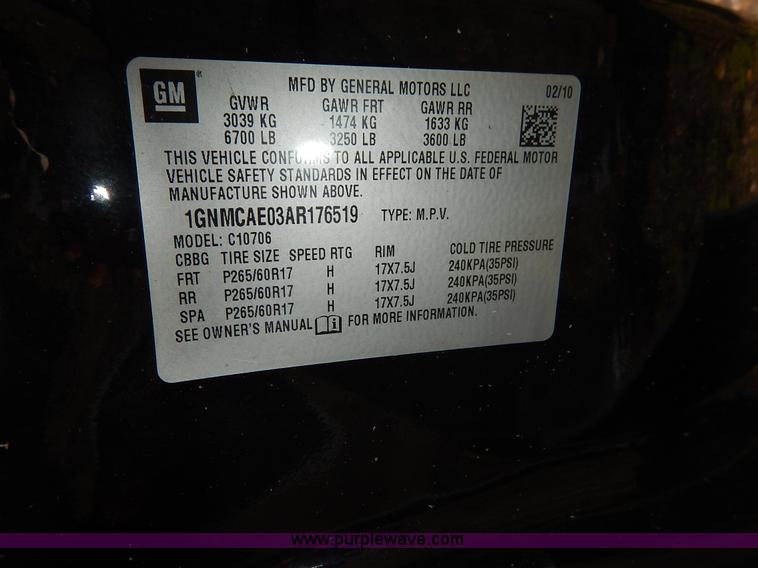 GM
MFD BY GENERAL MOTORS LLC 02/10
GVWR GAWR FRT GAWR RR
3039 KG 1474 KG 1633 KG
6700 LB 3250 LB 3600 LB
THIS VEHICLE CONFORMS TO ALL APPLICABLE U.S. FEDERAL MOTOR
VEHICLE SAFETY STANDARDS IN EFFECT ON THE DATE OF
MANUFACTURE SHOWN ABOVE.
1GNMCAE03AR176519 TYPE: M.P.V.
MODEL: C10706
CBBG TIRE SIZE SPEED RTG RIM COLD TIRE PRESSURE
FRT P265/60R17 H 17X7.5J 240KPA(35PSI)
RR P265/60R17 H 17X7.5J 240KPA(35PSI)
SPA P265/60R17 H 17X7.5J 240KPA(35PSI)
SEE OWNER'S MANUAL FOR MORE INFORMATION.
www.purplewave.com